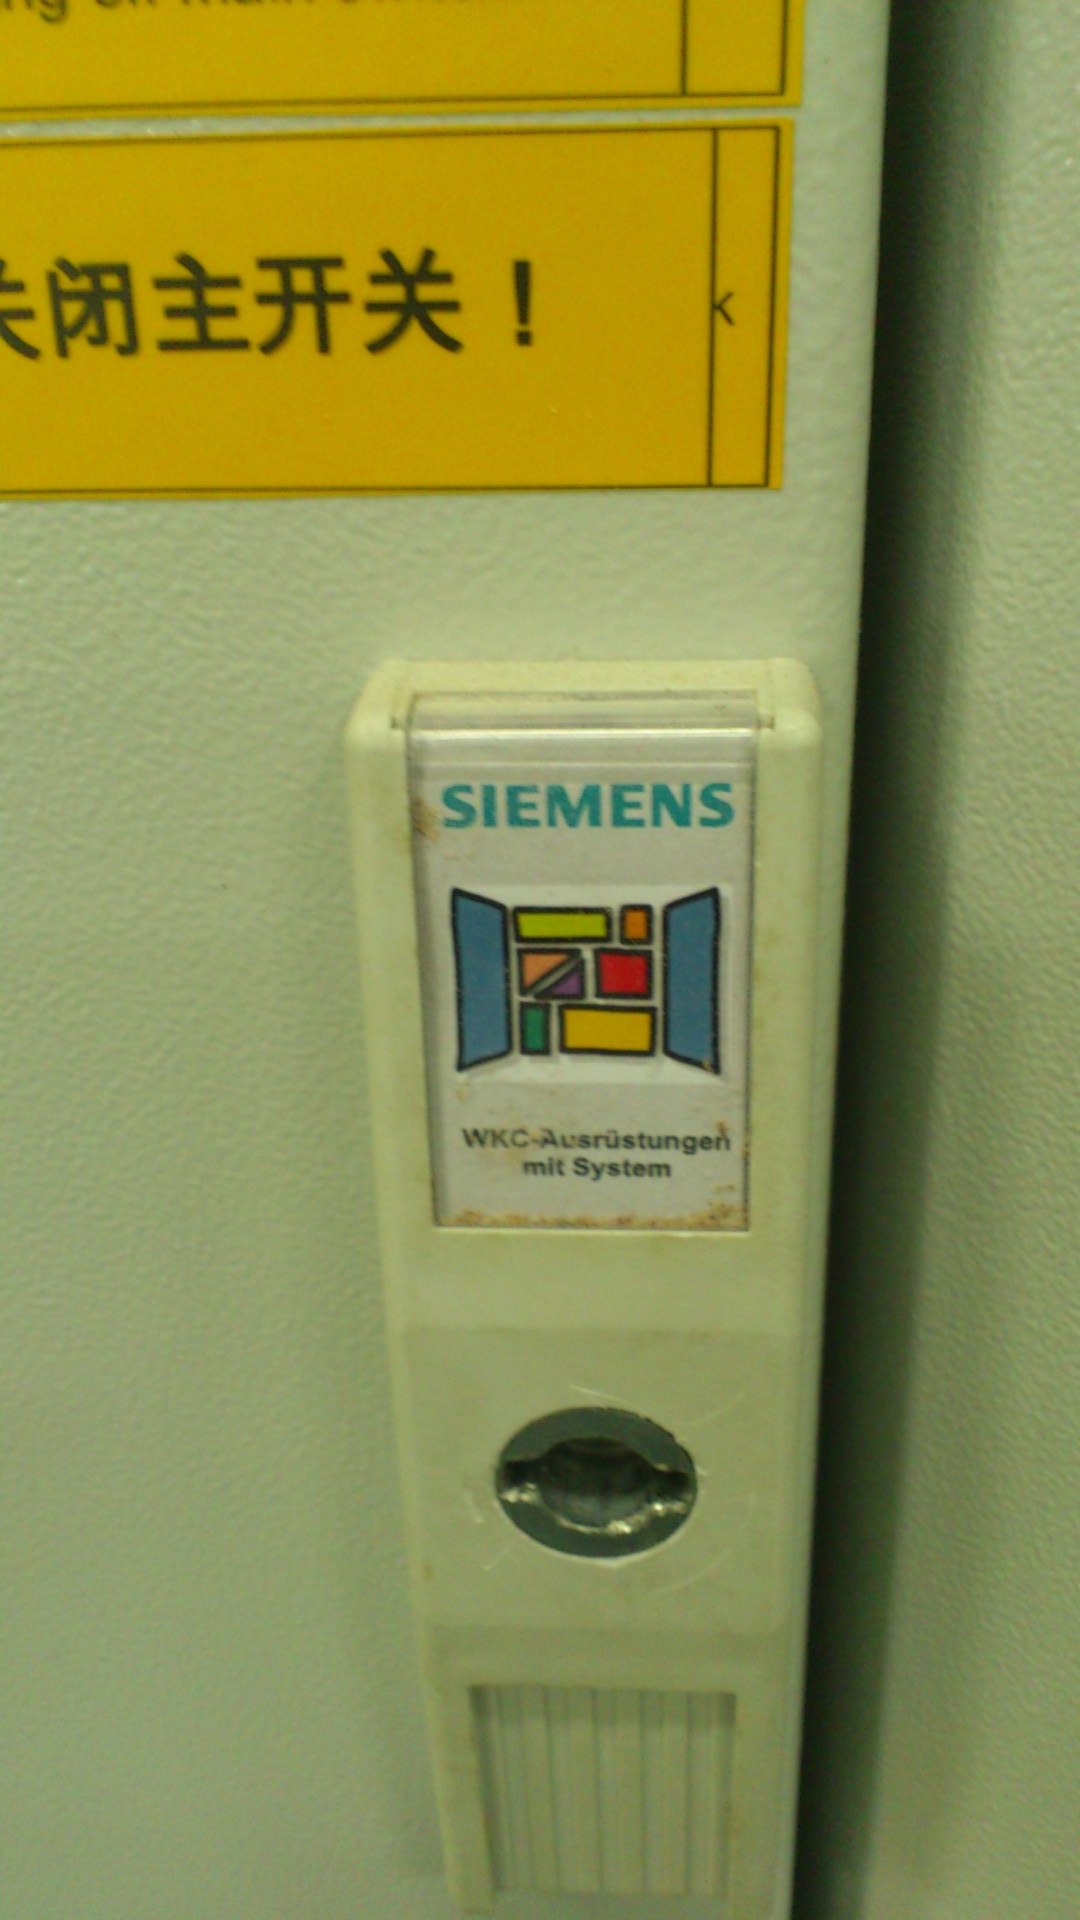 关闭主开关！
K
SIEMENS
WKC-Ausrüstungen
mit System